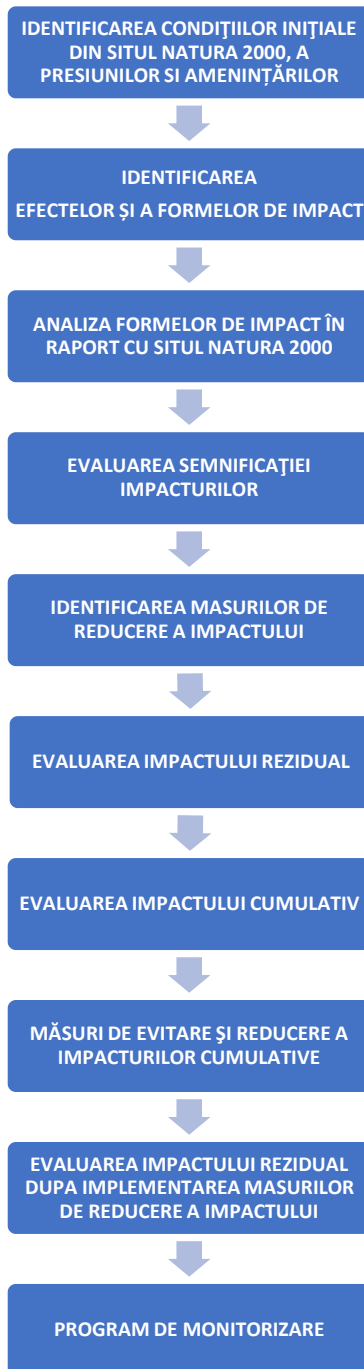 IDENTIFICAREA CONDIŢIILOR INIŢIALE
DIN SITUL NATURA 2000, A
PRESIUNILOR SI AMENINȚĂRILOR
IDENTIFICAREA
EFECTELOR ȘI A FORMELOR DE IMPACT
ANALIZA FORMELOR DE IMPACT ÎN
RAPORT CU SITUL NATURA 2000
EVALUAREA SEMNIFICAŢIEI
IMPACTURILOR
IDENTIFICAREA MASURILOR DE
REDUCERE A IMPACTULUI
EVALUAREA IMPACTULUI REZIDUAL
EVALUAREA IMPACTULUI CUMULATIV
MĂSURI DE EVITARE ŞI REDUCERE A
IMPACTURILOR CUMULATIVE
EVALUAREA IMPACTULUI REZIDUAL
DUPA IMPLEMENTAREA MASURILOR
DE REDUCERE A IMPACTULUI
PROGRAM DE MONITORIZARE